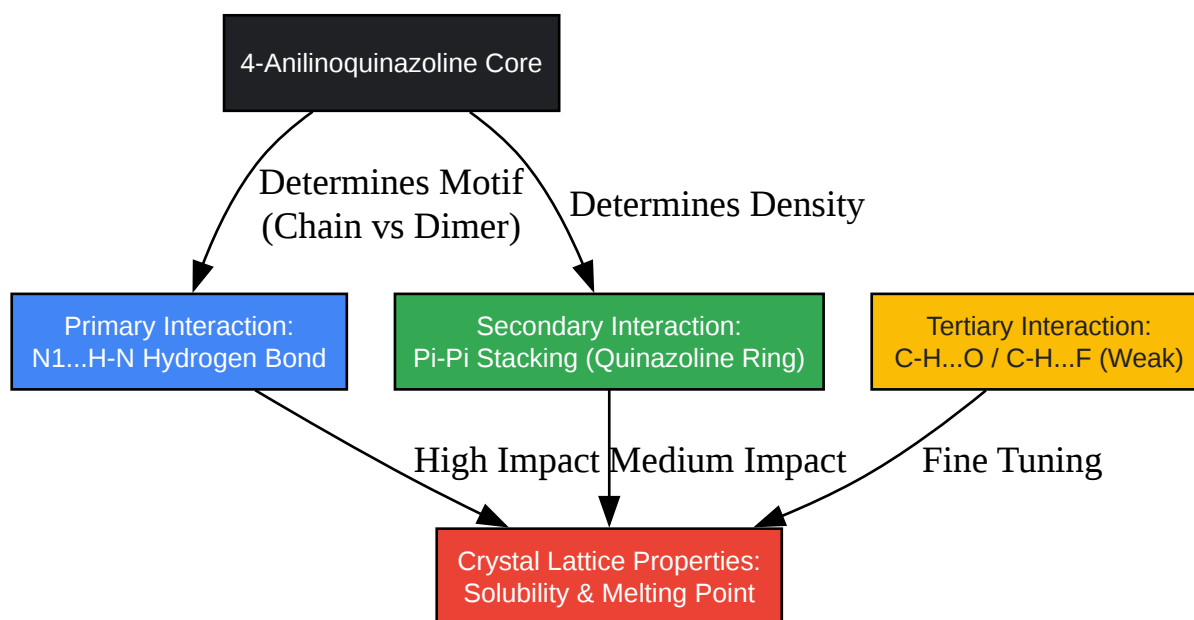 4-Anilinoquinazoline Core
Determines Motif
(Chain vs Dimer)
Determines Density
Primary Interaction:
N1...H-N Hydrogen Bond
Secondary Interaction:
Pi-Pi Stacking (Quinazoline Ring)
Tertiary Interaction:
C-H...O / C-H...F (Weak)
High Impact
Medium Impact
Fine Tuning
Crystal Lattice Properties:
Solubility & Melting Point